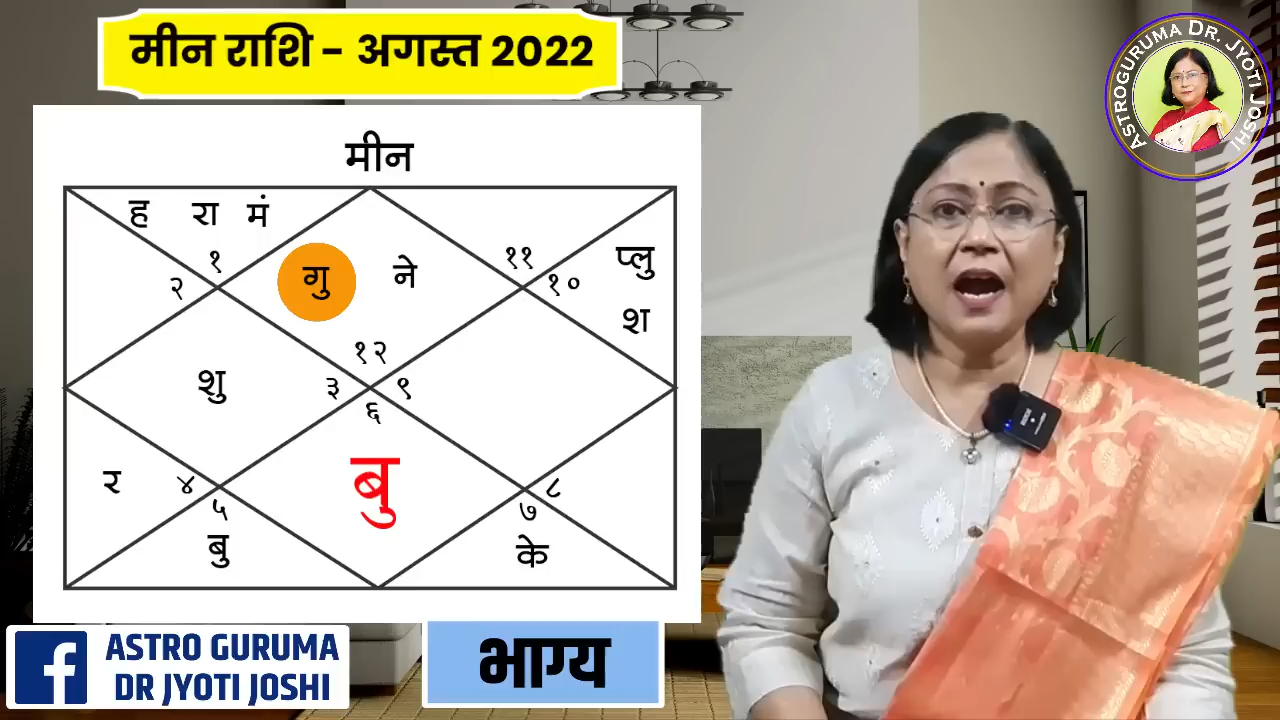 मीन राशि - अगस्त 2022
ASTROGURUMA DR. JYOTI JOSHI
मीन
ह रा मं
१
२
गु ने
११
१०
प्लु
श
१२
शु
३
९
६
र
४
५
बु
बु
८
७
के
ASTRO GURUMA
DR JYOTI JOSHI
भाग्य